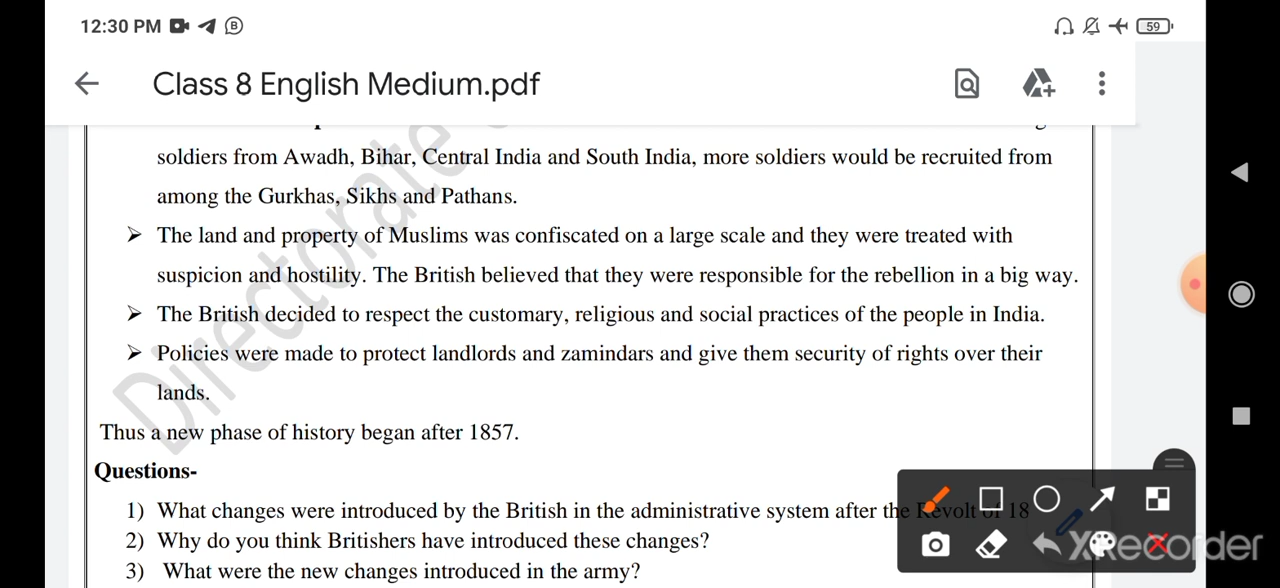 12:30 PM
59
Class 8 English Medium.pdf
soldiers from Awadh, Bihar, Central India and South India, more soldiers would be recruited from
among the Gurkhas, Sikhs and Pathans.
➤ The land and property of Muslims was confiscated on a large scale and they were treated with
suspicion and hostility. The British believed that they were responsible for the rebellion in a big way.
➤ The British decided to respect the customary, religious and social practices of the people in India.
➤ Policies were made to protect landlords and zamindars and give them security of rights over their
lands.
Thus a new phase of history began after 1857.
Questions-
1) What changes were introduced by the British in the administrative system after the Revolt of 18
2) Why do you think Britishers have introduced these changes?
3) What were the new changes introduced in the army?
Directorate
XRecorder